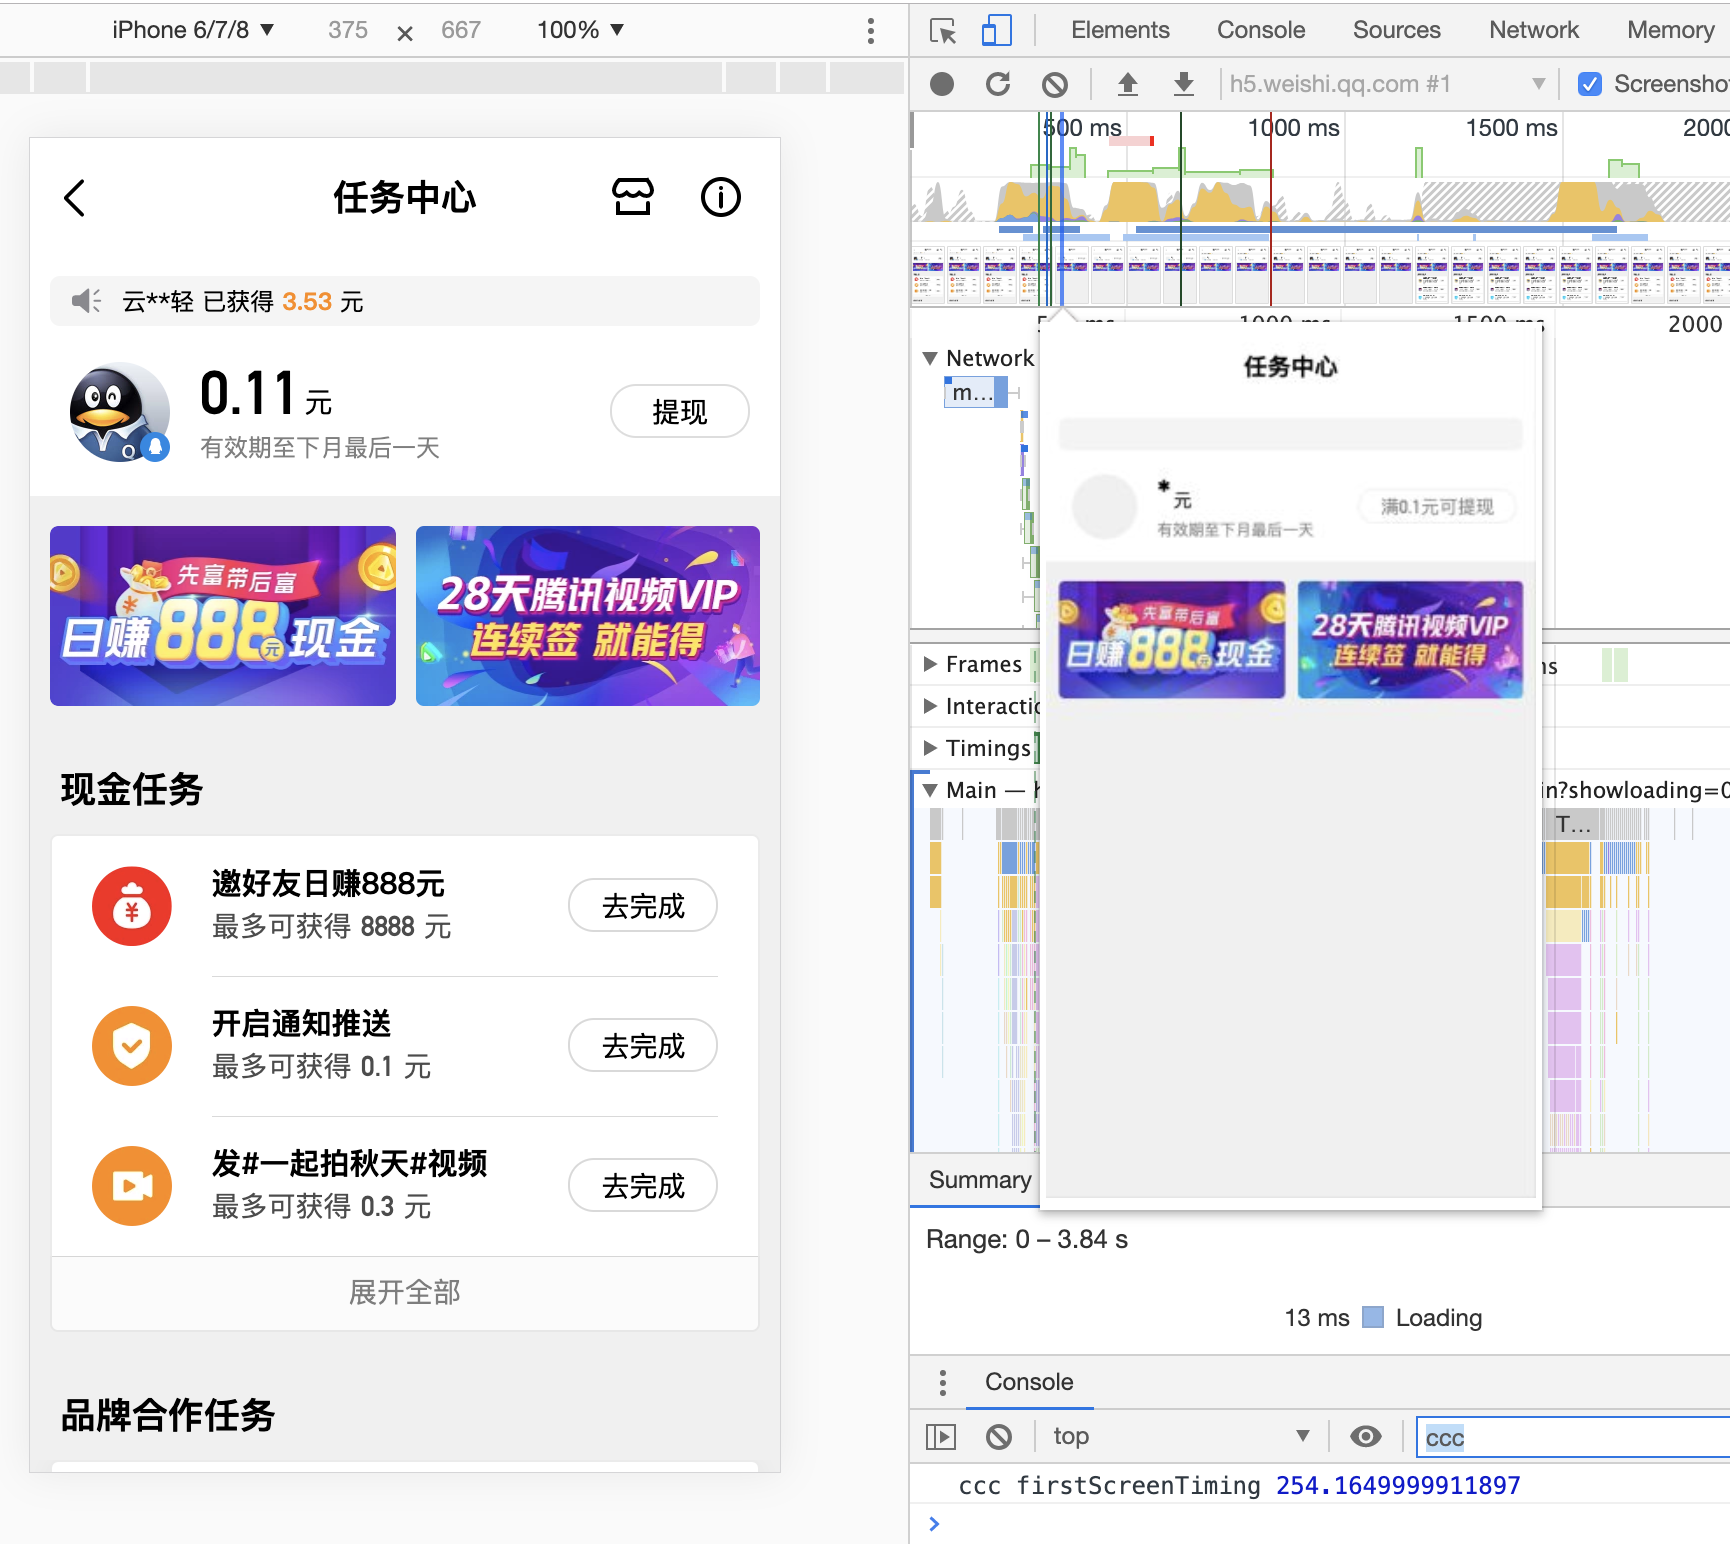 iPhone 6/7/8 ▼ 375 × 667 100% ▼
任务中心
云**轻 已获得 3.53 元
0.11 元
提现
有效期至下月最后一天
先富带后富
日赚888元现金
28天腾讯视频VIP
连续签 就能得
现金任务
邀好友日赚888元
最多可获得 8888 元
去完成
开启通知推送
最多可获得 0.1 元
去完成
发#一起拍秋天#视频
最多可获得 0.3 元
去完成
展开全部
品牌合作任务
Elements Console Sources Network Memory
h5.weishi.qq.com #1
500 ms 1000 ms 1500 ms
1000 ms 1500 ms 2000
Network
m...
任务中心
* 元
满0.1元可提现
有效期至下月最后一天
先富带后富
日赚888元现金
28天腾讯视频VIP
连续签 就能得
Frames
Timings
Main —
in?showloading=0
T...
Summary
Range: 0 – 3.84 s
13 ms Loading
Console
top
ccc
ccc firstScreenTiming 254.1649999911897